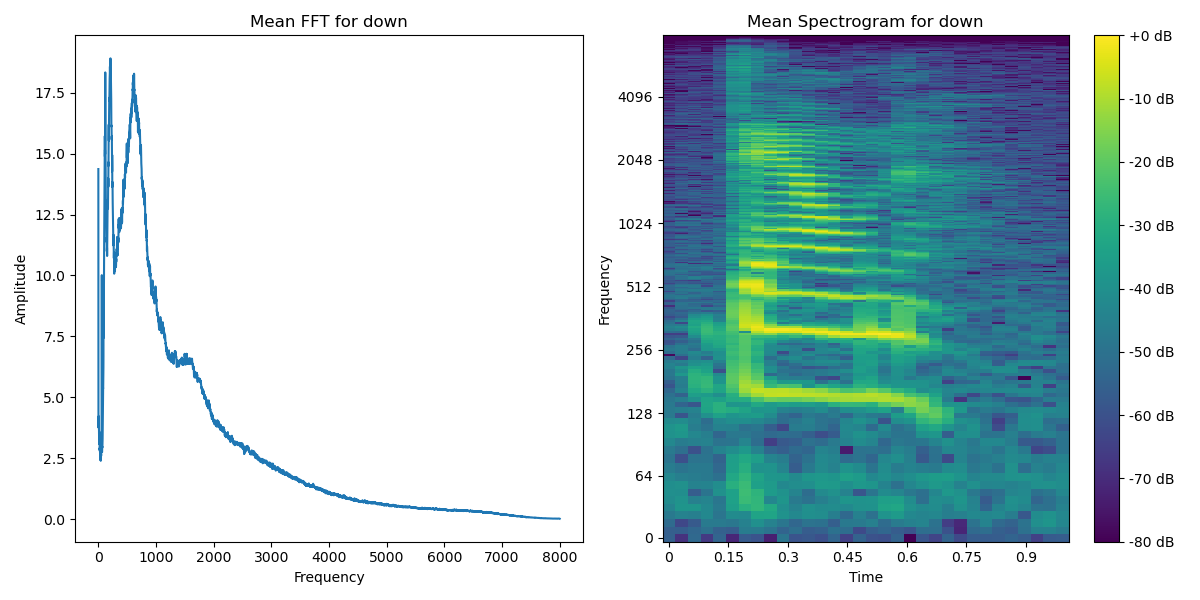 Mean FFT for down
17.5
15.0
12.5
10.0
7.5
5.0
2.5
0.0
Amplitude
0 1000 2000 3000 4000 5000 6000 7000 8000
Frequency
Mean Spectrogram for down
4096
2048
1024
512
256
128
64
0
Frequency
0 0.15 0.3 0.45 0.6 0.75 0.9
Time
+0 dB
-10 dB
-20 dB
-30 dB
-40 dB
-50 dB
-60 dB
-70 dB
-80 dB